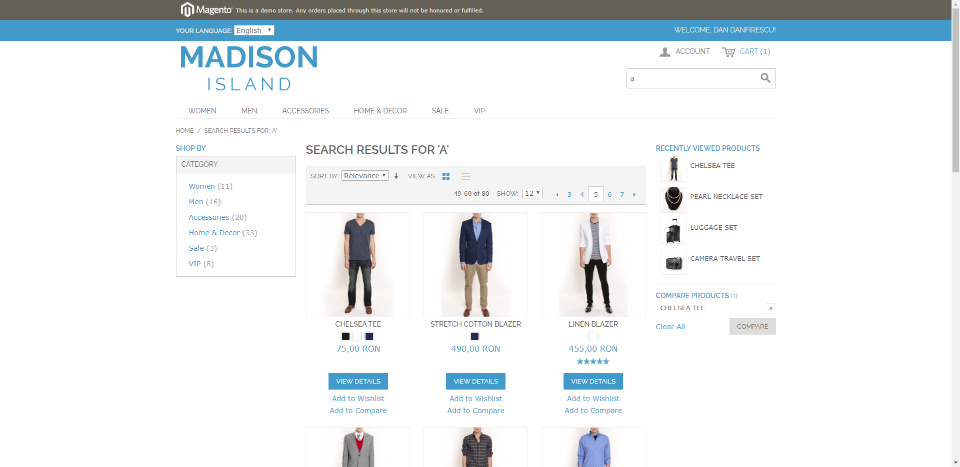 Magento® This is a demo store. Any orders placed through this store will not be honored or fulfilled.
YOUR LANGUAGE: English
WELCOME, DAN DANFIRESCU!
MADISON
ISLAND
ACCOUNT
CART (1)
a
WOMEN MEN ACCESSORIES HOME & DECOR SALE VIP
HOME / SEARCH RESULTS FOR: 'A'
SHOP BY
CATEGORY
Women (11)
Men (16)
Accessories (20)
Home & Decor (33)
Sale (3)
VIP (8)
SEARCH RESULTS FOR 'A'
SORT BY Relevance VIEW AS
49-60 of 80 SHOW: 12 3 4 5 6 7
CHELSEA TEE
75,00 RON
VIEW DETAILS
Add to Wishlist
Add to Compare
STRETCH COTTON BLAZER
490,00 RON
VIEW DETAILS
Add to Wishlist
Add to Compare
LINEN BLAZER
455,00 RON
VIEW DETAILS
Add to Wishlist
Add to Compare
RECENTLY VIEWED PRODUCTS
CHELSEA TEE
PEARL NECKLACE SET
LUGGAGE SET
CAMERA TRAVEL SET
COMPARE PRODUCTS (1)
CHELSEA TEE x
Clear All COMPARE